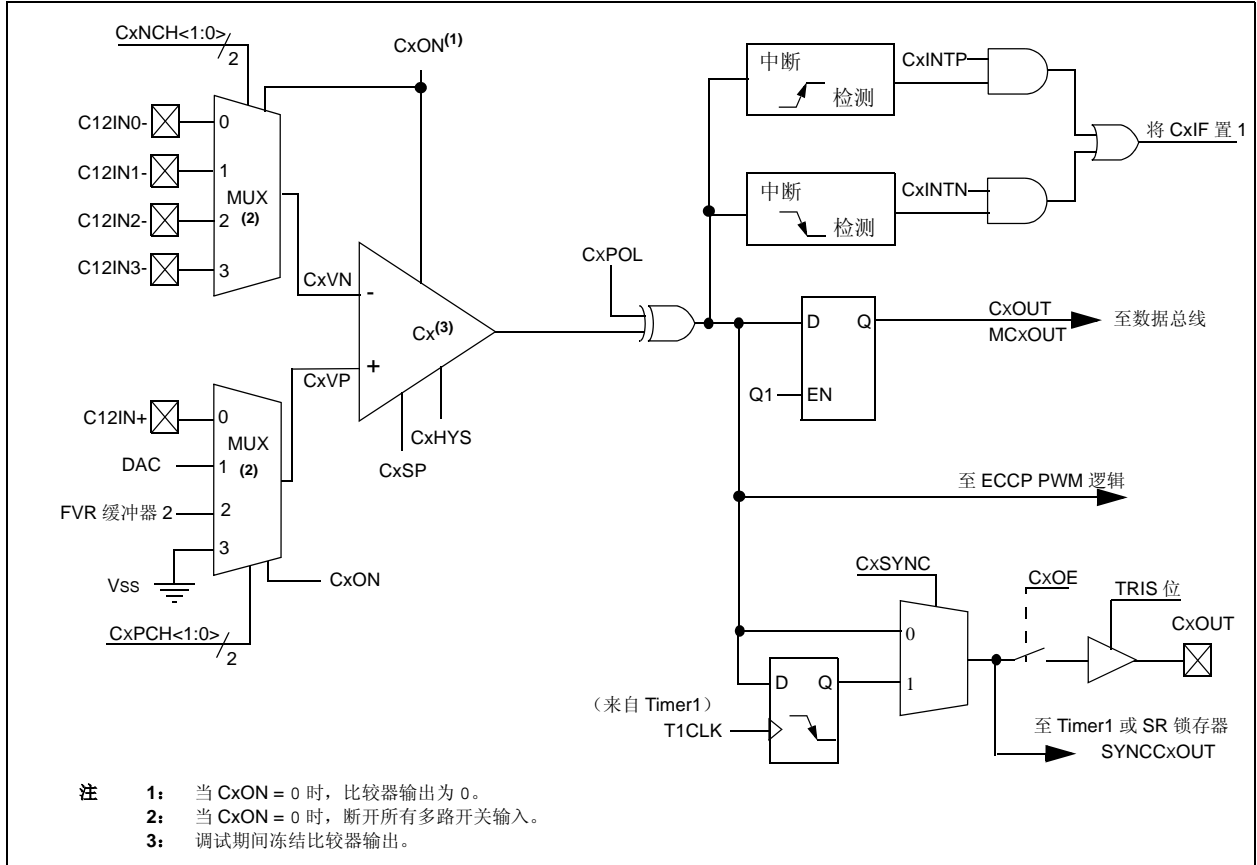 CxNCH<1:0>
2
CxON(1)
C12IN0-
0
C12IN1-
1
MUX
(2)
C12IN2-
2
C12IN3-
3
CxVN
-
Cx(3)
CxVP
+
CxHYS
CxSP
C12IN+
0
MUX
DAC
1
(2)
FVR 缓冲器 2
2
3
VSS
CxON
CxPCH<1:0>
2
CxPOL
中断
检测
CxINTP
中断
检测
CxINTN
将 CxIF 置 1
D
Q
CxOUT
MCxOUT
至数据总线
Q1
EN
至 ECCP PWM 逻辑
CxSYNC
0
1
CxOE
TRIS 位
CxOUT
D
Q
（来自 Timer1）
T1CLK
至 Timer1 或 SR 锁存器
SYNCCxOUT
注 1： 当 CxON = 0 时，比较器输出为 0。
2： 当 CxON = 0 时，断开所有多路开关输入。
3： 调试期间冻结比较器输出。